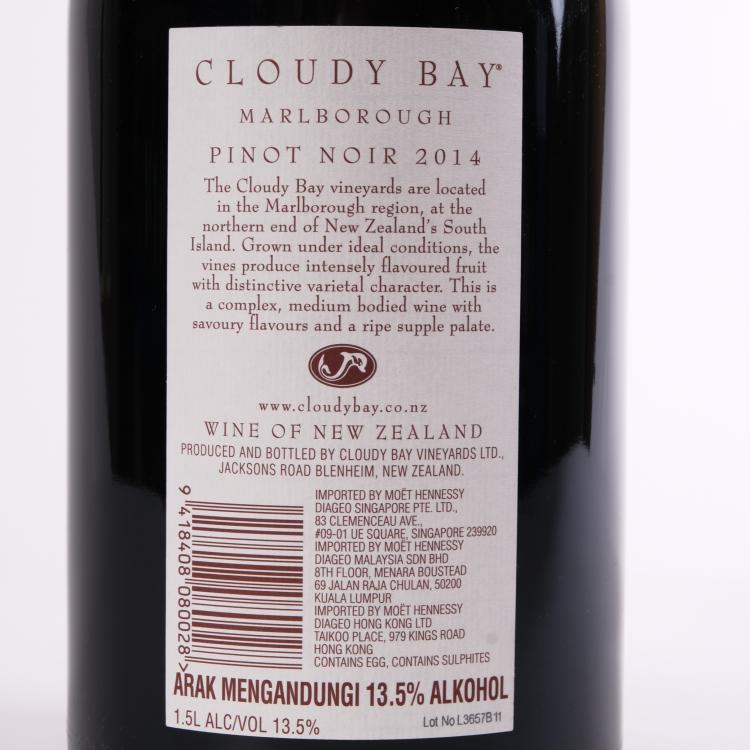 CLOUDY BAY®
MARLBOROUGH
PINOT NOIR 2014
The Cloudy Bay vineyards are located
in the Marlborough region, at the
northern end of New Zealand's South
Island. Grown under ideal conditions, the
vines produce intensely flavoured fruit
with distinctive varietal character. This is
a complex, medium bodied wine with
savoury flavours and a ripe supple palate.
www.cloudybay.co.nz
WINE OF NEW ZEALAND
PRODUCED AND BOTTLED BY CLOUDY BAY VINEYARDS LTD.,
JACKSONS ROAD BLENHEIM, NEW ZEALAND.
9 418408 080028 >
IMPORTED BY MOËT HENNESSY
DIAGEO SINGAPORE PTE. LTD.,
83 CLEMENCEAU AVE.,
#09-01 UE SQUARE, SINGAPORE 239920
IMPORTED BY MOËT HENNESSY
DIAGEO MALAYSIA SDN BHD
8TH FLOOR, MENARA BOUSTEAD
69 JALAN RAJA CHULAN, 50200
KUALA LUMPUR
IMPORTED BY MOËT HENNESSY
DIAGEO HONG KONG LTD
TAIKOO PLACE, 979 KINGS ROAD
HONG KONG
CONTAINS EGG, CONTAINS SULPHITES
ARAK MENGANDUNGI 13.5% ALKOHOL
1.5L ALC/VOL 13.5%
Lot No L3657B11